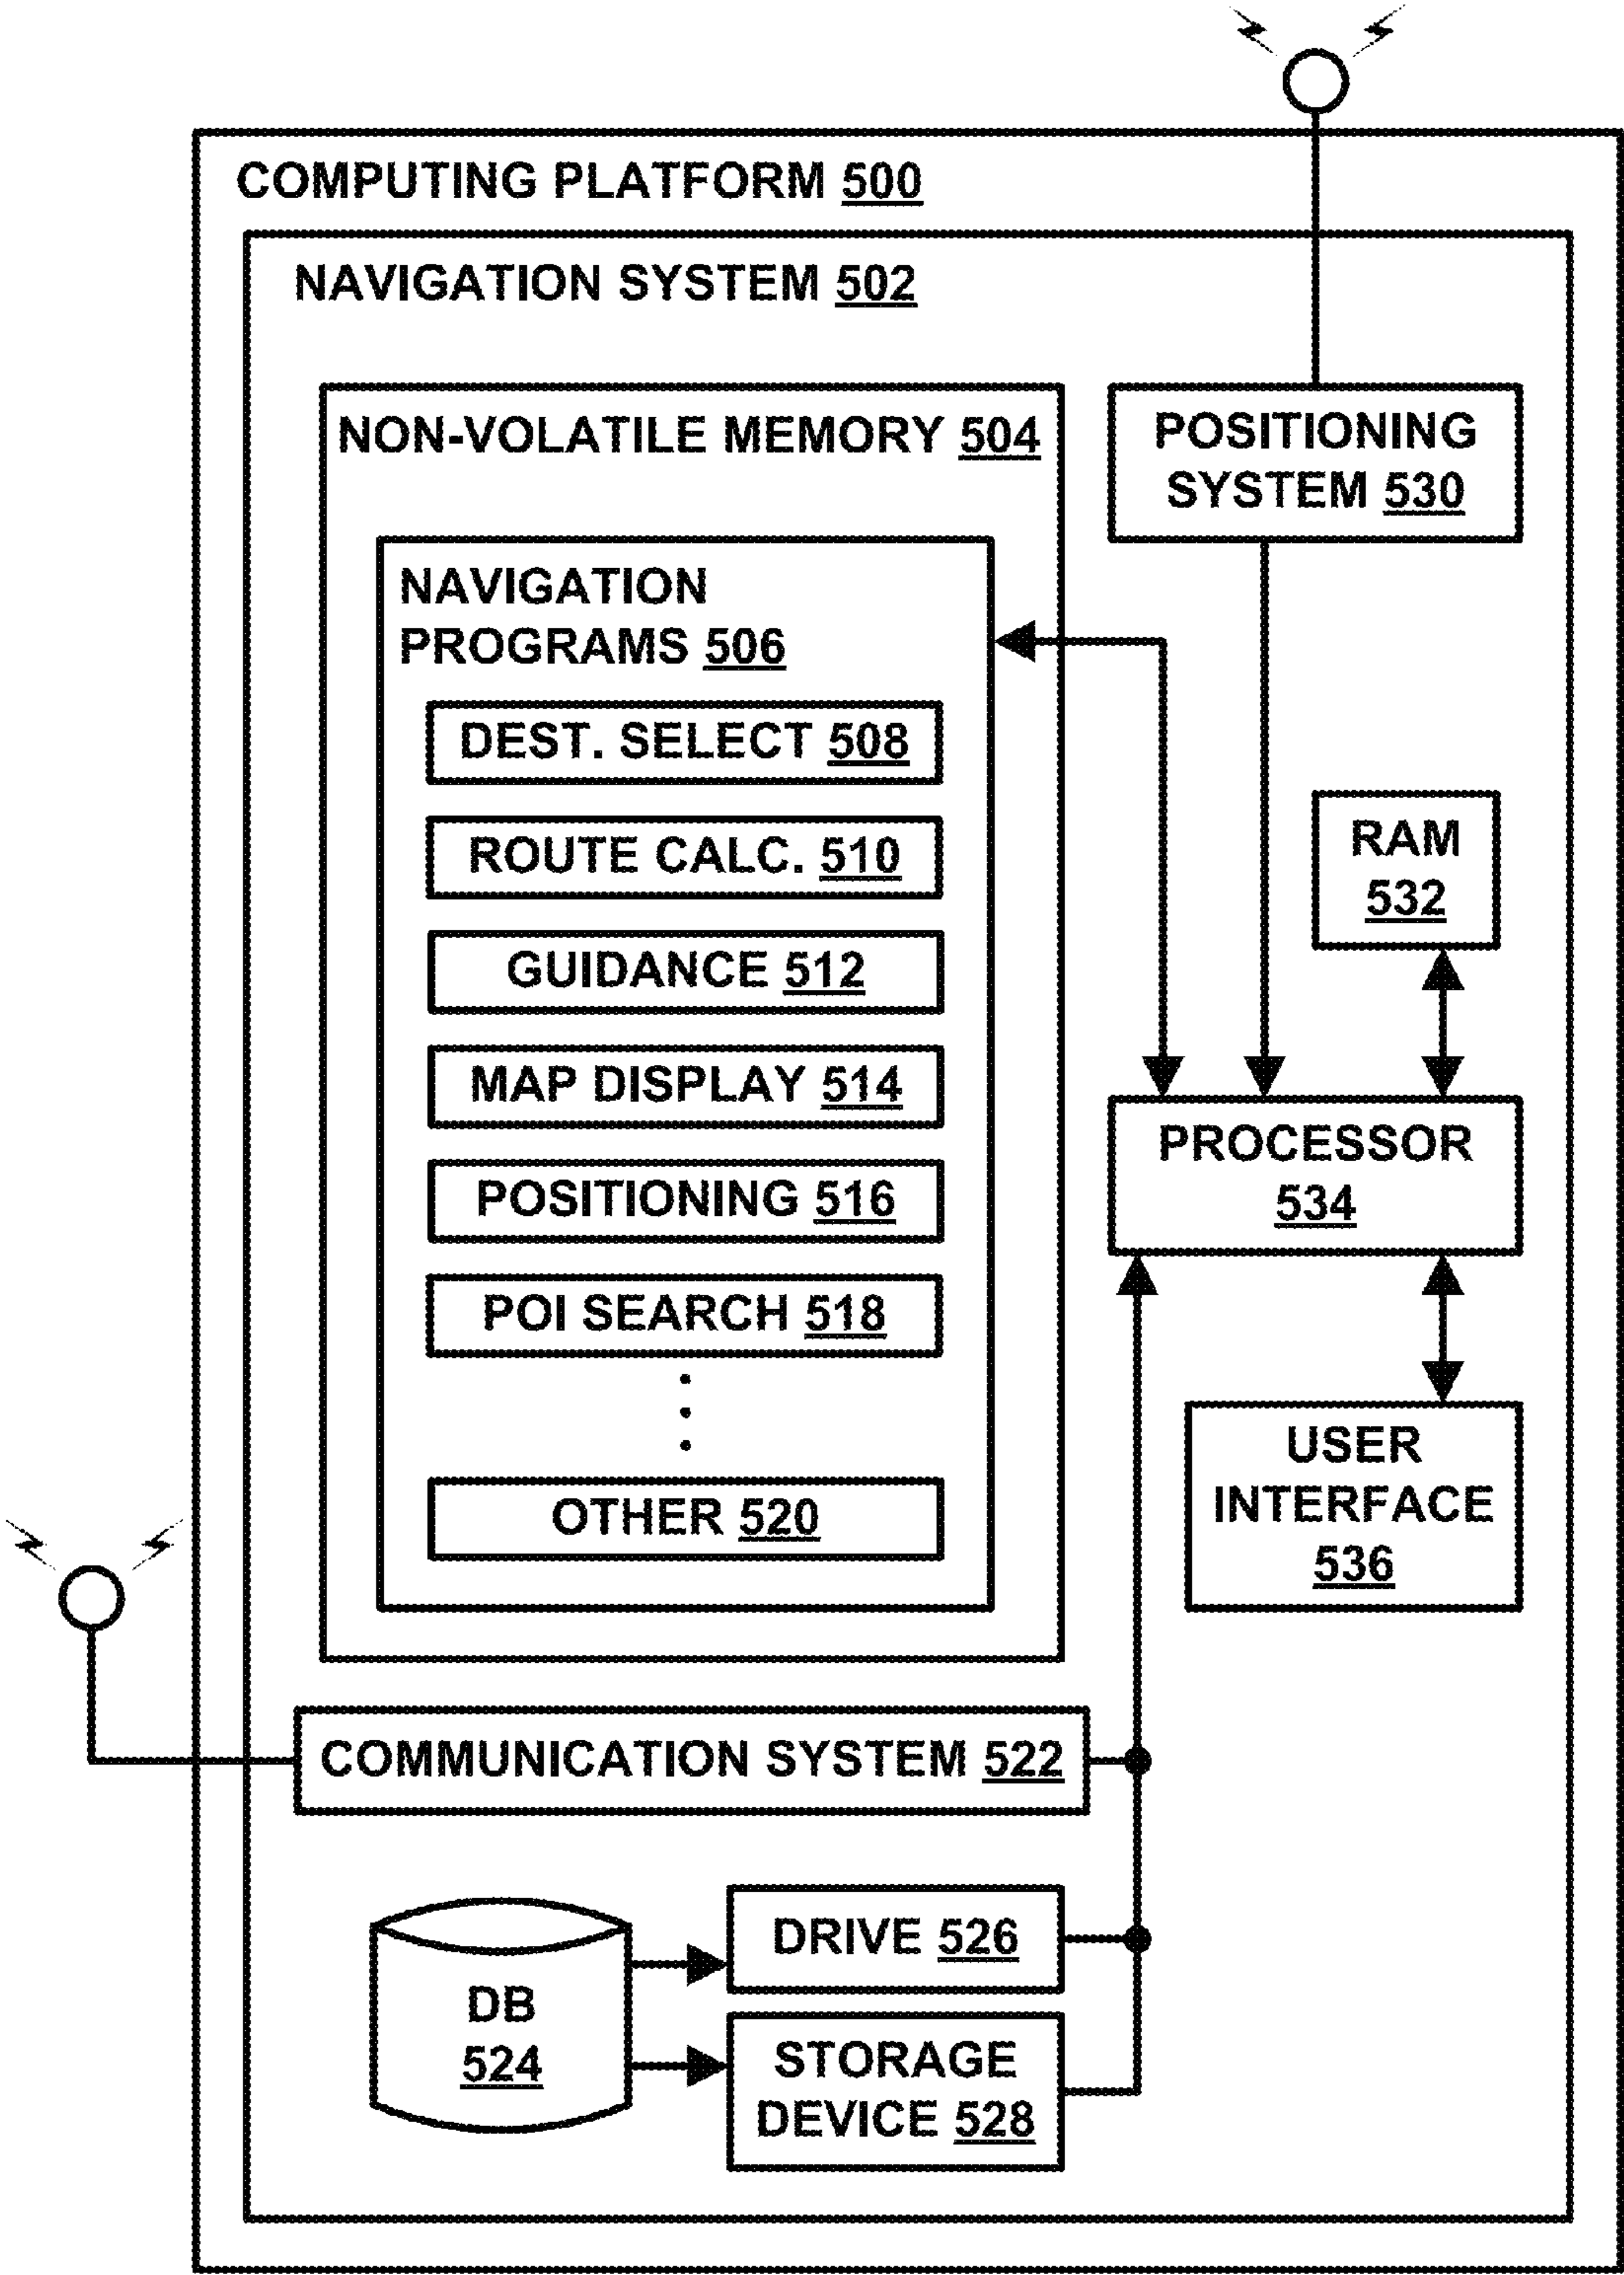 COMPUTING PLATFORM 500
NAVIGATION SYSTEM 502
NON-VOLATILE MEMORY 504
NAVIGATION
PROGRAMS 506
DEST. SELECT 508
ROUTE CALC. 510
GUIDANCE 512
MAP DISPLAY 514
POSITIONING 516
POI SEARCH 518
OTHER 520
POSITIONING
SYSTEM 530
RAM
532
PROCESSOR
534
USER
INTERFACE
536
COMMUNICATION SYSTEM 522
DB
524
DRIVE 526
STORAGE
DEVICE 528